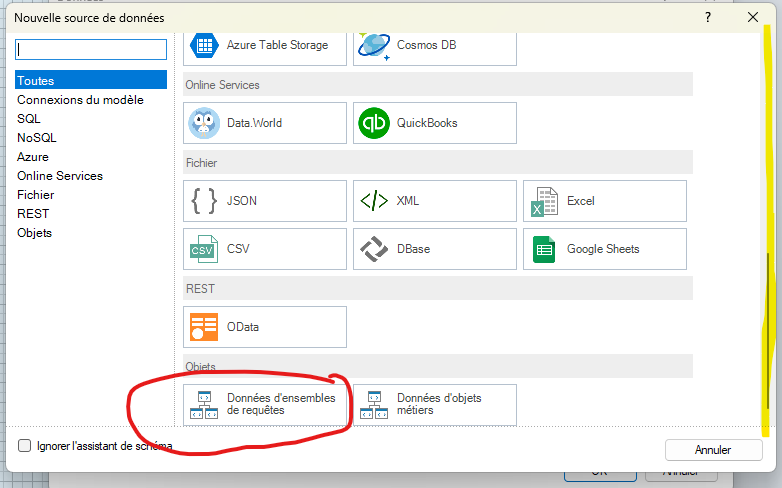 Nouvelle source de données
?
Toutes
Connexions du modèle
SQL
NoSQL
Azure
Online Services
Fichier
REST
Objets
Azure Table Storage
Cosmos DB
Online Services
Data.World
qb
QuickBooks
Fichier
{ } JSON
</> XML
X
Excel
CSV
CSV
DBase
Google Sheets
REST
OData
Objets
Données d'ensembles
de requêtes
Données d'objets
métiers
Ignorer l'assistant de schéma
Annuler